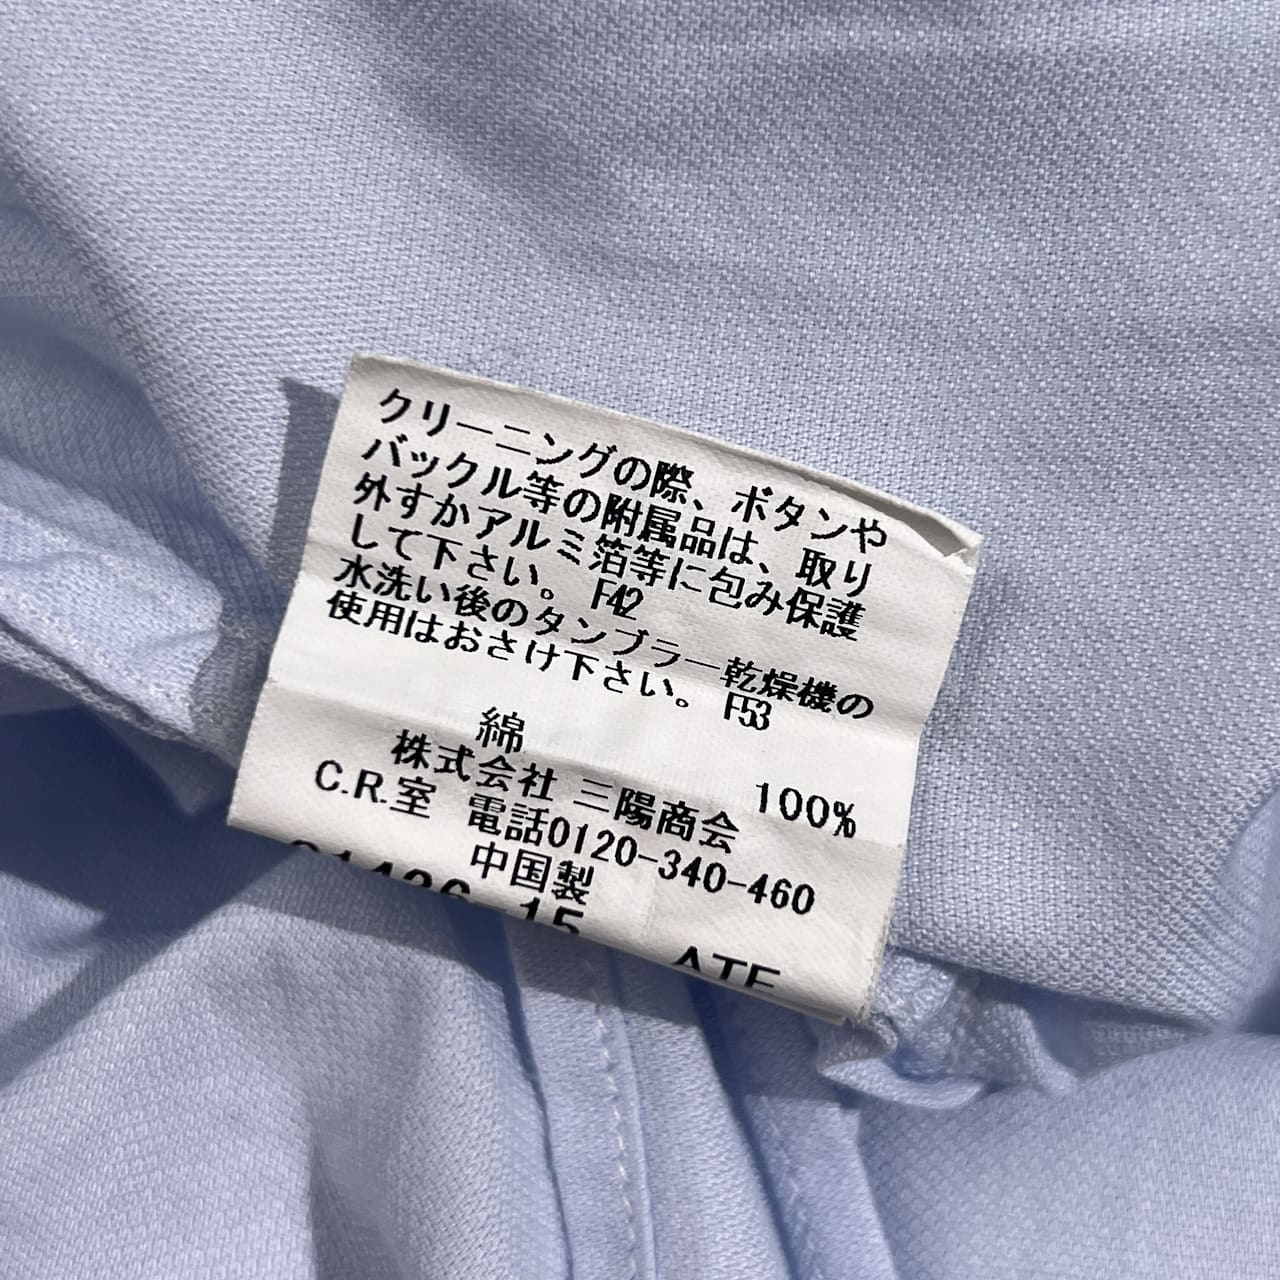 クリーニングの際、ボタンや
バックル等の附属品は、取り
外すかアルミ箔等に包み保護
して下さい。 F42
水洗い後のタンブラー乾燥機の
使用はおさけ下さい。 F53
綿 100%
株式会社 三陽商会
C.R.室 電話0120-340-460
中国製